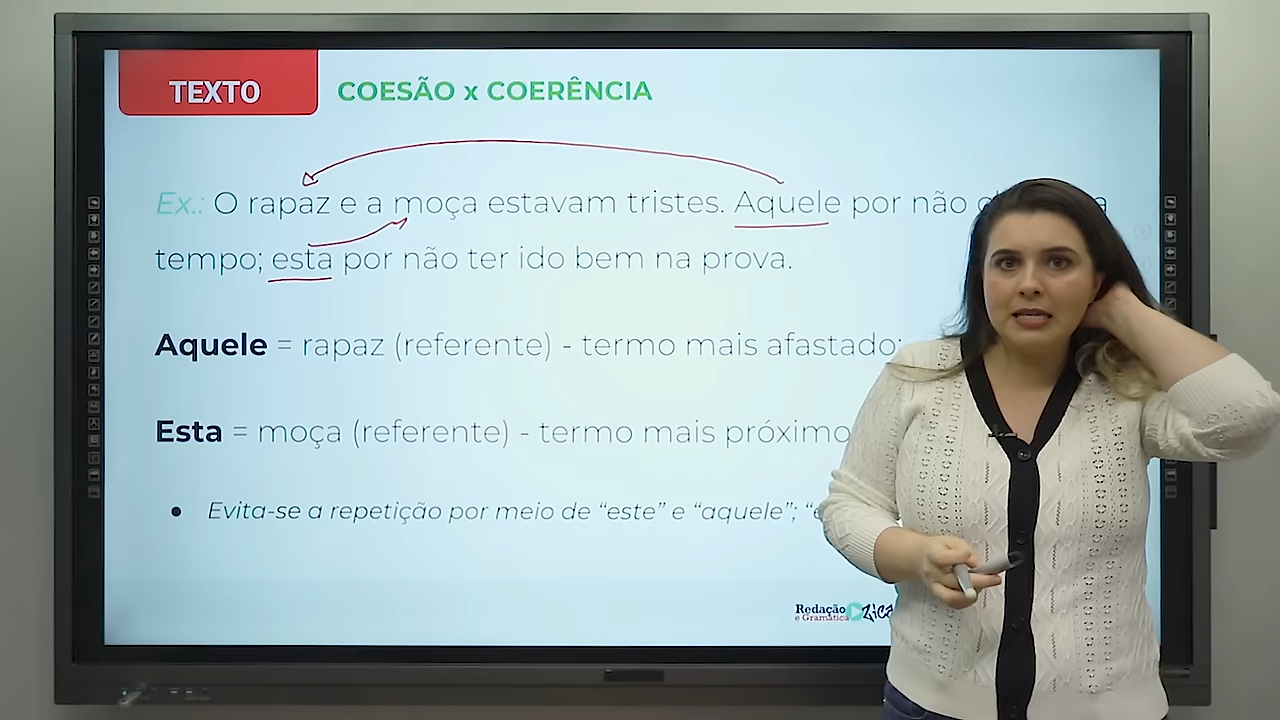 TEXTO
COESÃO x COERÊNCIA
Ex.: O rapaz e a moça estavam tristes. Aquele por não
tempo; esta por não ter ido bem na prova.
Aquele = rapaz (referente) - termo mais afastado;
Esta = moça (referente) - termo mais próximo
Evita-se a repetição por meio de “este” e “aquele”;
Redação
e Gramática
Zica